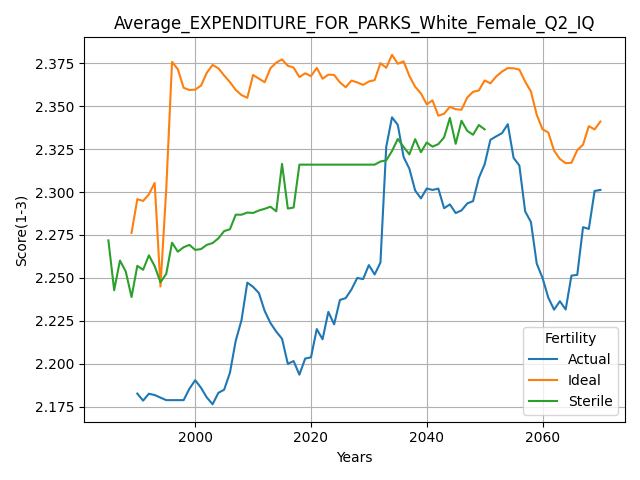 Average_EXPENDITURE_FOR_PARKS_White_Female_Q2_IQ
2.375
2.350
2.325
2.300
2.275
2.250
2.225
2.200
2.175
Score(1-3)
Fertility
Actual
Ideal
Sterile
2000
2020
2040
2060
Years